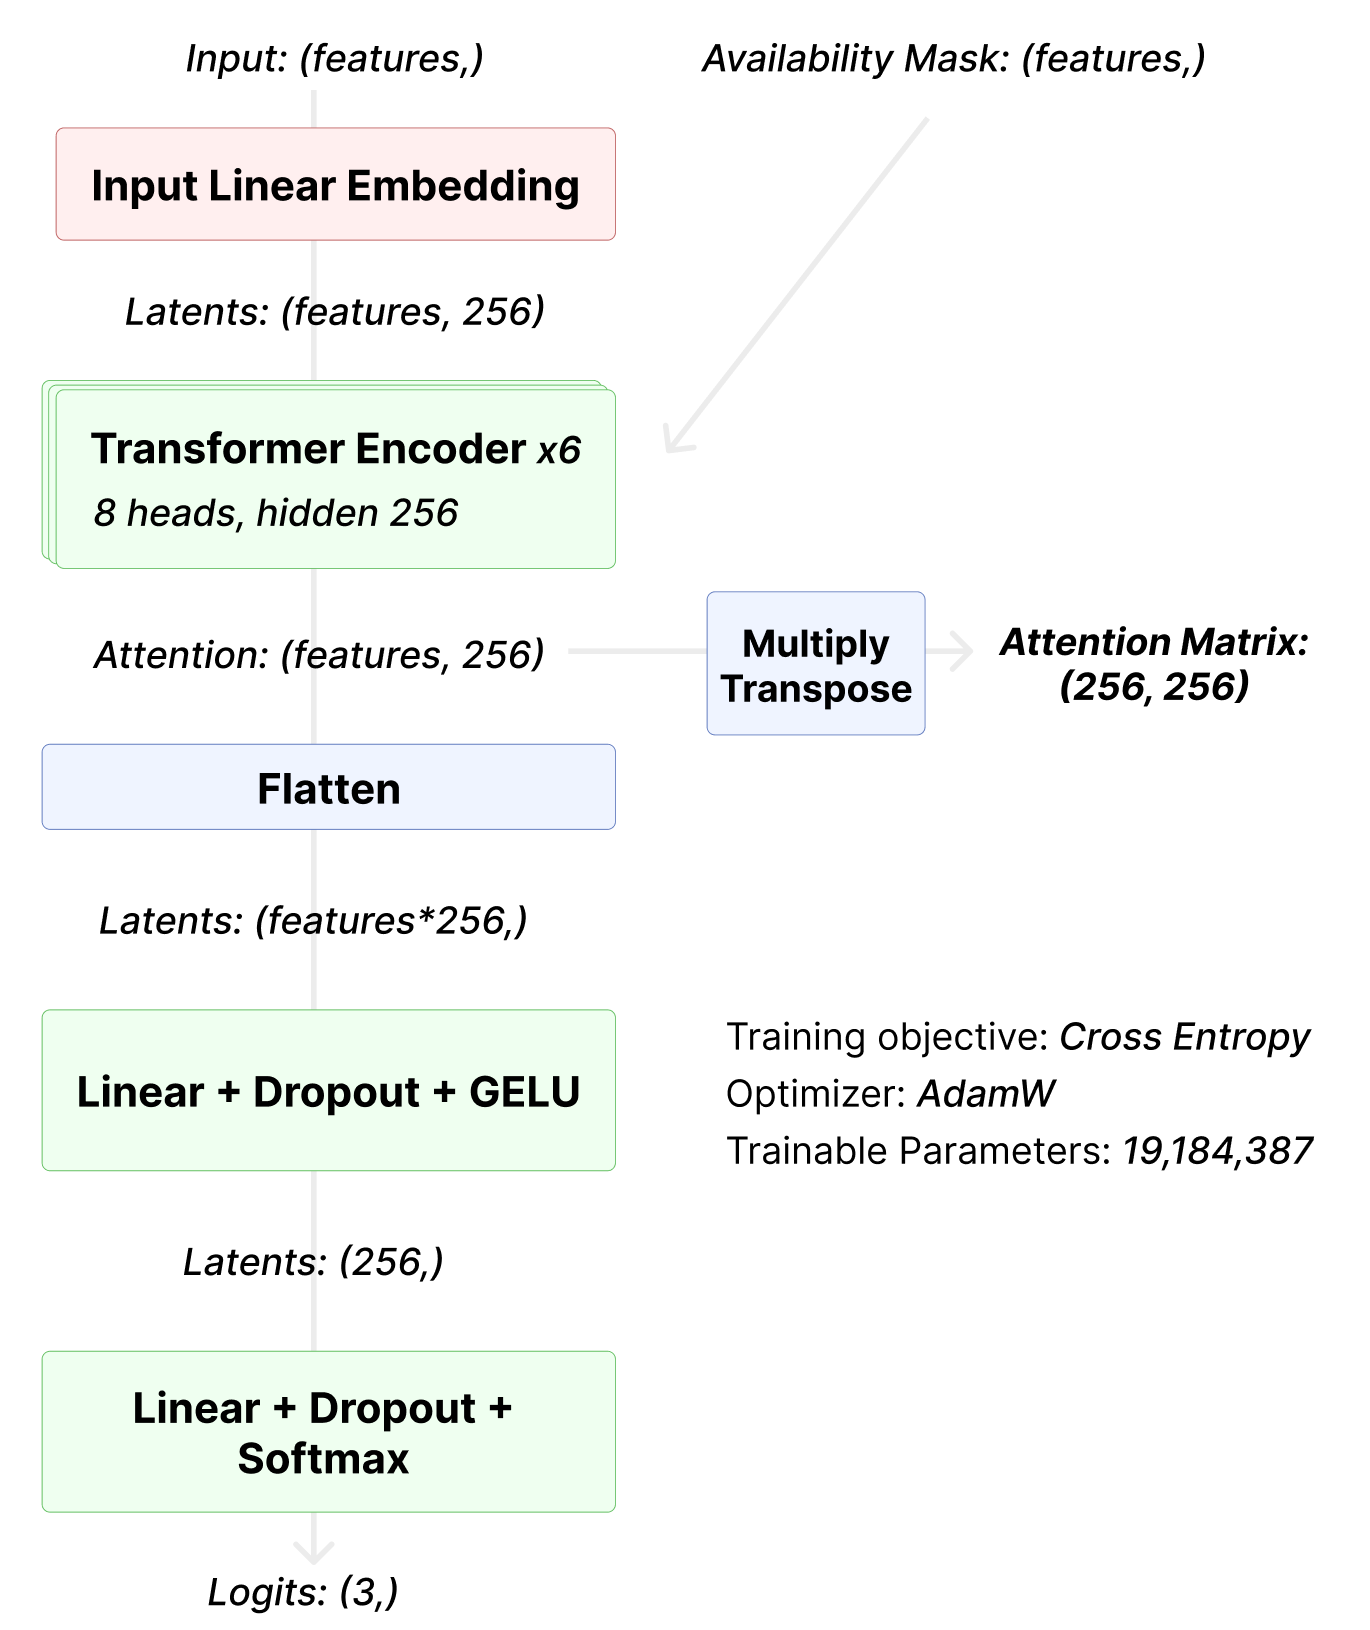 Input: (features,)
Availability Mask: (features,)
Input Linear Embedding
Latents: (features, 256)
Transformer Encoder x6
8 heads, hidden 256
Attention: (features, 256)
Multiply
Transpose
Attention Matrix:
(256, 256)
Flatten
Latents: (features*256,)
Linear + Dropout + GELU
Training objective: Cross Entropy
Optimizer: AdamW
Trainable Parameters: 19,184,387
Latents: (256,)
Linear + Dropout +
Softmax
Logits: (3,)